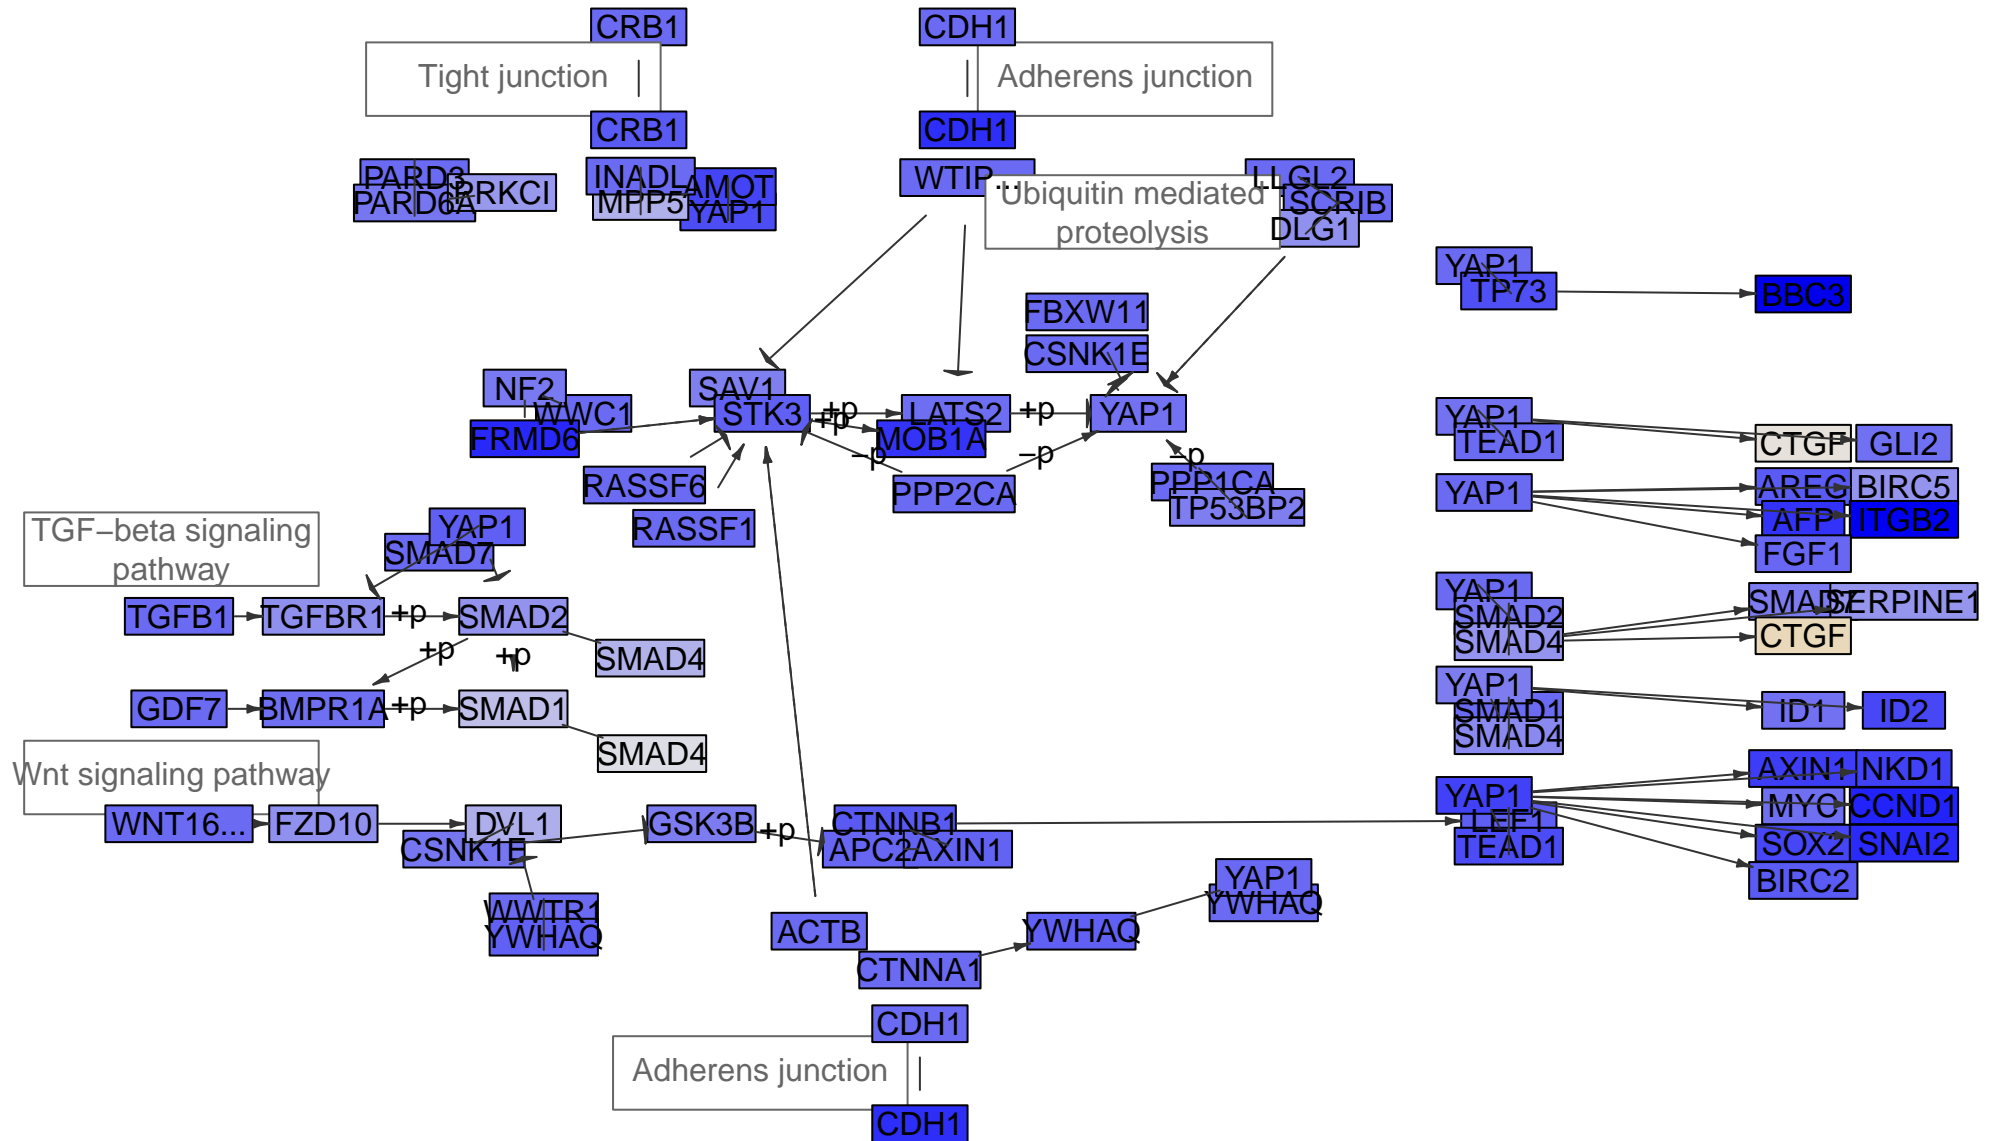 CRB1
CDH1
Tight junction
Adherens junction
CRB1
CDH1
PARD3
PARD6A
PRKCI
INADL
MPP5
AMOT
YAP1
WTIP...
Ubiquitin mediated
proteolysis
LLGL2
SCRIB
DLG1
YAP1
TP73
BBC3
FBXW11
CSNK1E
NF2
WWC1
FRMD6
SAV1
STK3
+p
+p
LATS2
MOB1A
+p
YAP1
−p
−p
−p
RASSF6
RASSF1
PPP2CA
PPP1CA
TP53BP2
YAP1
TEAD1
CTGF
GLI2
YAP1
AREG
BIRC5
AFP
ITGB2
FGF1
TGF−beta signaling
pathway
YAP1
SMAD7
TGFB1
TGFBR1
+p
SMAD2
+p
+p
SMAD4
YAP1
SMAD2
SMAD4
SMAD7
SERPINE1
CTGF
GDF7
BMPR1A
+p
SMAD1
SMAD4
YAP1
SMAD1
SMAD4
ID1
ID2
Wnt signaling pathway
WNT16...
FZD10
DVL1
CSNK1E
GSK3B
+p
CTNNB1
APC2
AXIN1
YAP1
LEF1
TEAD1
AXIN1
NKD1
MYC
CCND1
SOX2
SNAI2
BIRC2
WWTR1
YWHAQ
ACTB
CTNNA1
YWHAQ
YAP1
YWHAQ
CDH1
Adherens junction
CDH1